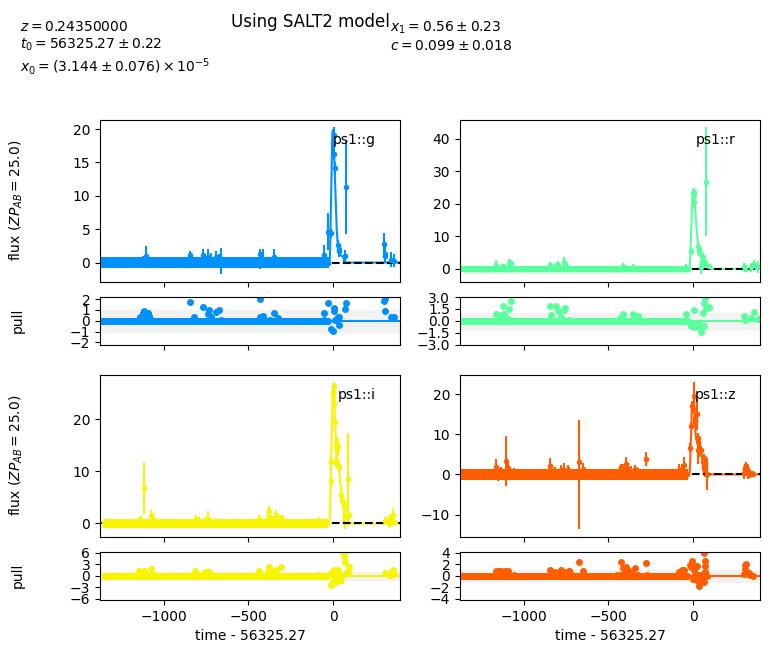 Using SALT2 model
z = 0.24350000
t₀ = 56325.27 ± 0.22
x₀ = (3.144 ± 0.076) × 10⁻⁵
x₁ = 0.56 ± 0.23
c = 0.099 ± 0.018
flux (ZP_AB = 25.0)
20
15
10
5
0
ps1::g
40
30
20
10
0
ps1::r
pull
2
1
0
−1
−2
3.0
1.5
0.0
−1.5
−3.0
flux (ZP_AB = 25.0)
20
10
0
ps1::i
20
10
0
−10
ps1::z
pull
6
3
0
−3
−6
4
2
0
−2
−4
−1000 −500 0
time - 56325.27
−1000 −500 0
time - 56325.27